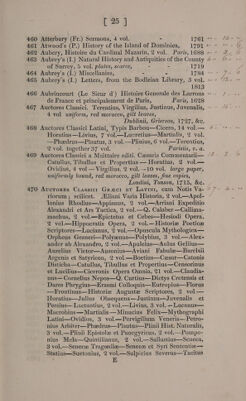 [ 25 ]
460 Atterbury (Fr.) Sermons, 4 vol. - 1761
461 Atwood's (P.) History of the Island of Dominica, 1791
462 Aubery, Histoire du Cardinal Mazarin, 2 vol. Paris, 1688
463 Aubrey's (J.) Natural History and Antiquities of the County
of Surrey, 5 vol. plates, scarce, - 1719
464 Aubrey's (J.) Miscellanies, - 1784
465 Aubrey's (J.) Letters, from the Bodleian Library, 3 vol.
1813
466 Aubrincourt (Le Sieur d') Histoire Generale des Larrons
de France et principalement de Paris, Paris, 1628
467 Auctores Classici. Terentius, Virgilius, Justinus, Juvenalis,
4 vol. uniform, red morocco, gilt leaves,
Dublinii, Grierson, 1727, &c.
468 Auctores Classici Latini, Typis Barbou—Cicero, 14 vol.—
Horatius—Livius, 7 vol.—Lucretius—Martialis, 2 vol.
—Phædrus—Plautus, 3 vol.—Plinius, 6 vol.—Terentius,
2 vol. together 37 vol. - Parisiis, v. a.
469 Auctores Classici a Maittaire editi. Cæsaris Commentarii—
Catullus, Tibullus et Propertius—Horatius, 2 vol.—
Ovidius, 4 vol.—Virgilius, 2 vol.—10 vol. large paper,
uniformly bound, red morocco, gilt leaves, fine copies,
Londini, Tonson, 1715, &c.
470 Auctores Classici Græci et Latini, cum Notis Va-
riorum; scilicet. Æliani Varia Historia, 2 vol.—Apol-
lonius Rhodius—Appianus, 2 vol.—Arriani Expeditio
Alexandri et Ars Tactica, 2 vol.—Q. Calaber—Callima-
machus, 2 vol.—Epictetus et Cebes—Hesiodi Opera,
2 vol.—Hippocratis Opera, 2 vol.—Historiæ Poeticæ
Scriptores—Lucianus, 2 vol.—Opuscula Mythologica—
Orpheus Gesneri—Polyænus—Polybius, 3 vol.—Alex-
ander ab Alexandro, 2 vol.—Apuleius—Aulus Gellius—
Aurelius Victor—Ausonius—Aviani Fabulæ—Barcláii
Argenis et Satyricon, 2 vol.—Boetius—Cæsar—Catonis
Disticha—Catullus, Tibullus et Propertius—Censorinus
et Lucilius—Ciceronis Opera Omnia, 21 vol.—Claudia-
nus—Cornelius Nepos—Q. Curtius—Dictys Cretensis et
Dares Phrygius—Erasmi Colloquia—Eutropius—Florus
—Frontinus—Historiæ Augustæ Scriptores, 2 vol.—
Horatius—Julius Obsequens—Justinus—Juvenalis et
Persius—Lactantius, 2 vol.—Livius, 3 vol.—Lucanus—
Macrobius—Martialis—Minucius Felix—Mythographi
Latini—Ovidius, 3 vol.—Pervigilium Veneris—Petro-
nius Arbiter—Phædrus—Plautus—Plinii Hist. Naturalis,
3 vol.—Plinii Epistolæ et Panegyricus, 2 vol.—Pompo-
nius Mela—Quintilianus, 2 vol.—Sallustius—Seneca,
3 vol.—Senecæ Tragœdiæ—Senecæ et Syri Sententiæ—
Statius—Suetonius, 2 vol.—Sulpicius Severus—Tacitus
E